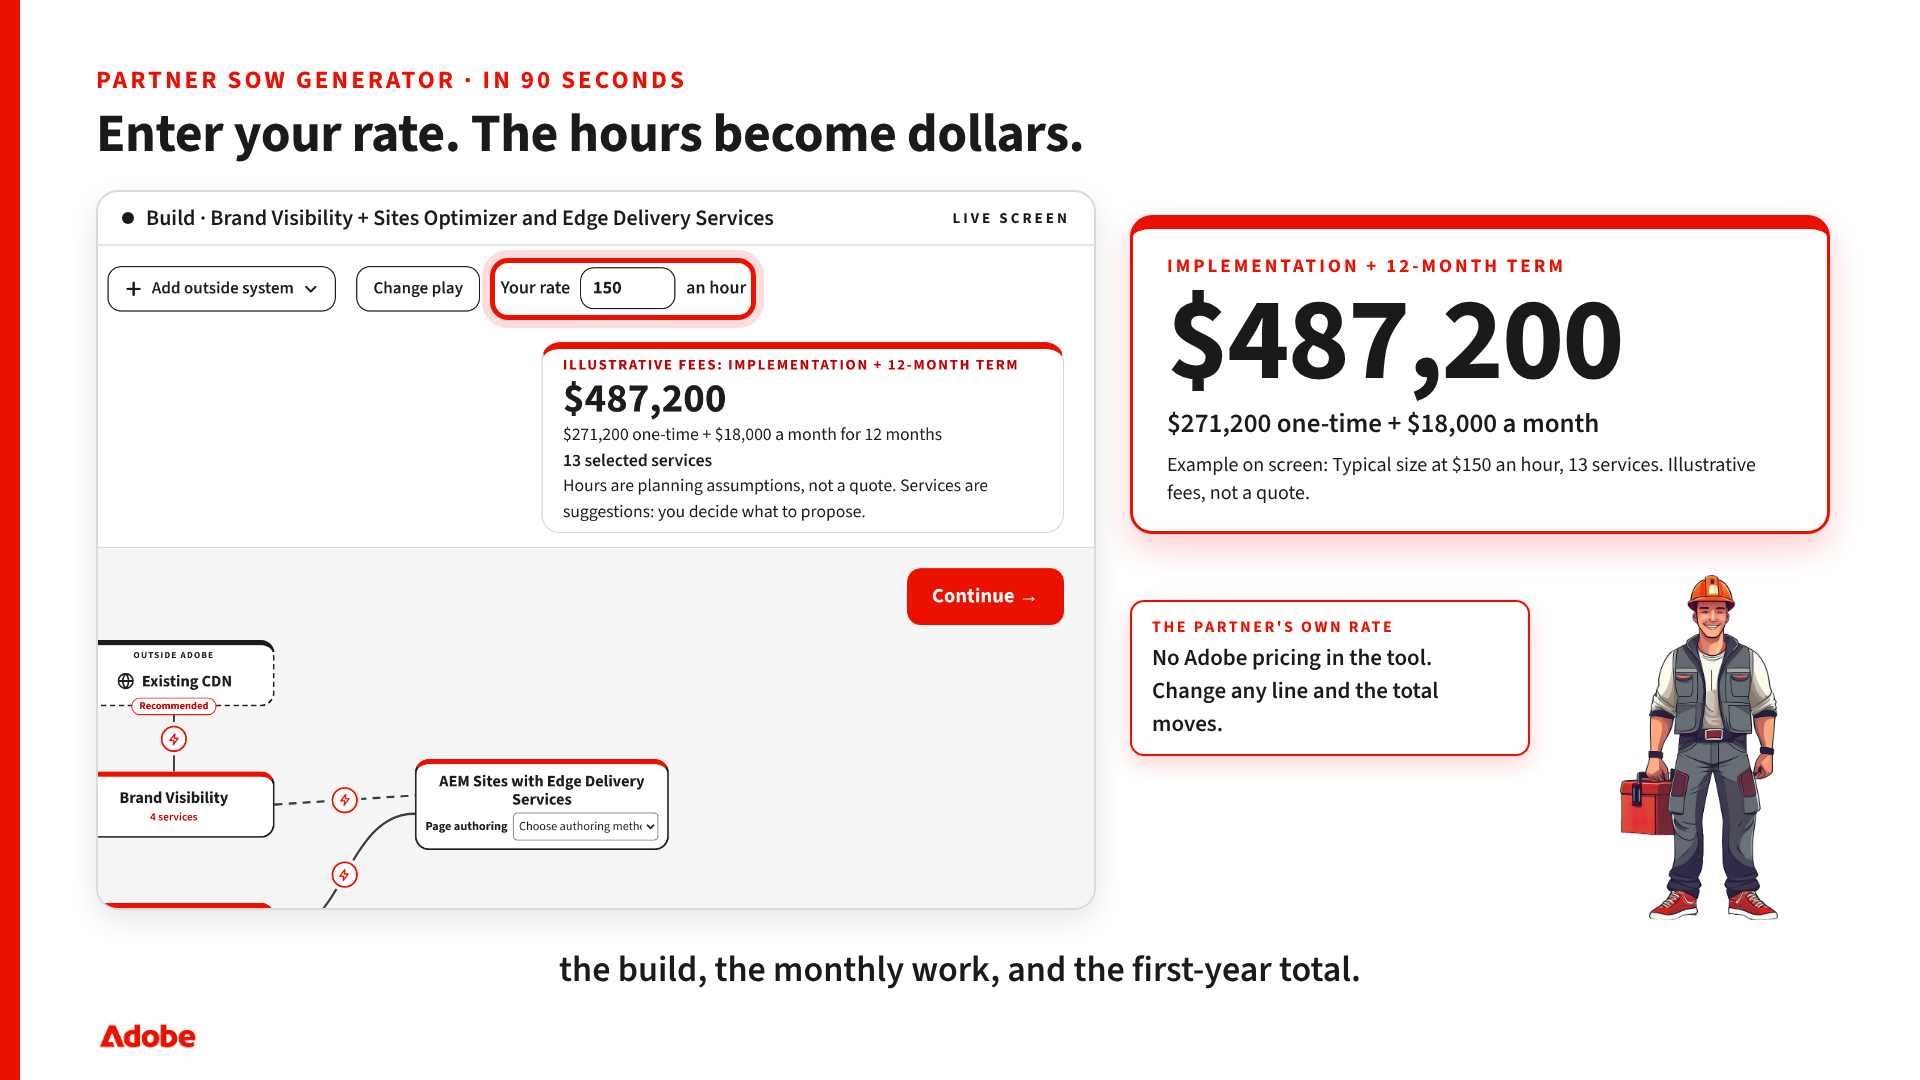 PARTNER SOW GENERATOR · IN 90 SECONDS
Enter your rate. The hours become dollars.
Build · Brand Visibility + Sites Optimizer and Edge Delivery Services
LIVE SCREEN
Add outside system
Change play
Your rate 150 an hour
ILLUSTRATIVE FEES: IMPLEMENTATION + 12-MONTH TERM
$487,200
$271,200 one-time + $18,000 a month for 12 months
13 selected services
Hours are planning assumptions, not a quote. Services are
suggestions: you decide what to propose.
Continue →
OUTSIDE ADOBE
Existing CDN
Recommended
Brand Visibility
4 services
AEM Sites with Edge Delivery
Services
Page authoring Choose authoring meth
IMPLEMENTATION + 12-MONTH TERM
$487,200
$271,200 one-time + $18,000 a month
Example on screen: Typical size at $150 an hour, 13 services. Illustrative
fees, not a quote.
THE PARTNER'S OWN RATE
No Adobe pricing in the tool.
Change any line and the total
moves.
the build, the monthly work, and the first-year total.
Adobe